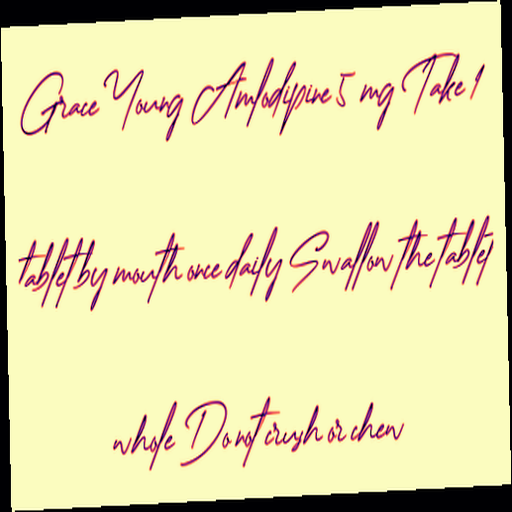 Grace Young Amlodipine 5 mg Take 1
tablet by mouth once daily Swallow the tablet
whole Do not crush or chew